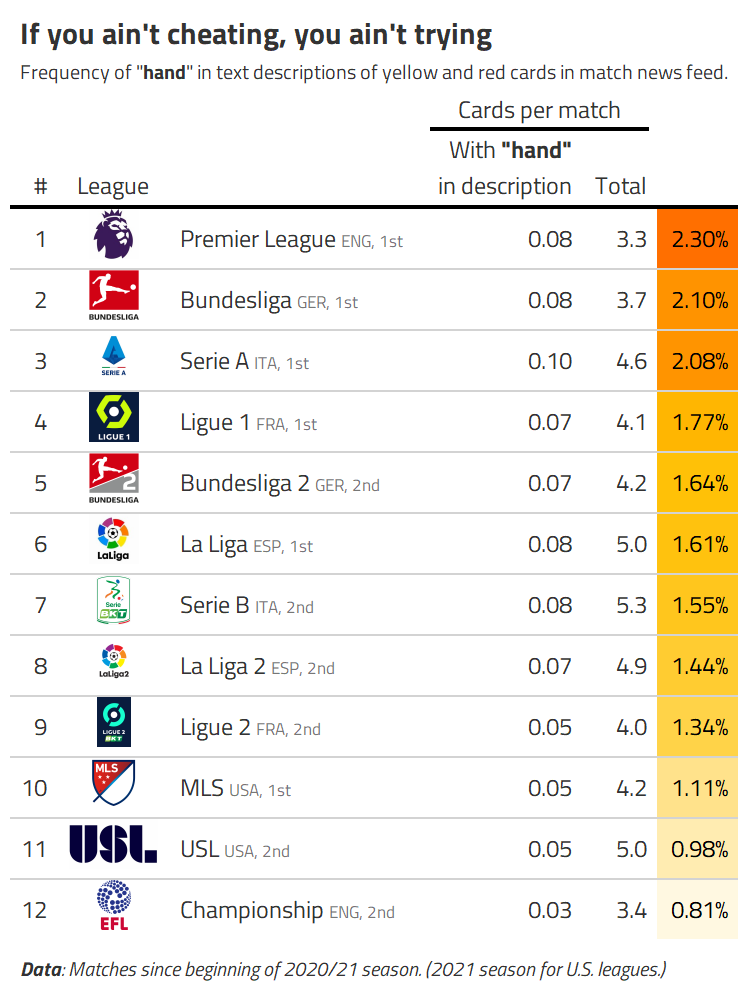 If you ain't cheating, you ain't trying
Frequency of "hand" in text descriptions of yellow and red cards in match news feed.
Cards per match
With "hand"
# League in description Total
1 Premier League ENG, 1st 0.08 3.3 2.30%
BUNDESLIGA
2 Bundesliga GER, 1st 0.08 3.7 2.10%
SERIE A
3 Serie A ITA, 1st 0.10 4.6 2.08%
LIGUE 1
4 Ligue 1 FRA, 1st 0.07 4.1 1.77%
2
BUNDESLIGA
5 Bundesliga 2 GER, 2nd 0.07 4.2 1.64%
LaLiga
6 La Liga ESP, 1st 0.08 5.0 1.61%
Serie
BKT
7 Serie B ITA, 2nd 0.08 5.3 1.55%
LaLiga2
8 La Liga 2 ESP, 2nd 0.07 4.9 1.44%
LIGUE 2
BKT
9 Ligue 2 FRA, 2nd 0.05 4.0 1.34%
MLS
10 MLS USA, 1st 0.05 4.2 1.11%
USL
11 USL USA, 2nd 0.05 5.0 0.98%
EFL
12 Championship ENG, 2nd 0.03 3.4 0.81%
Data: Matches since beginning of 2020/21 season. (2021 season for U.S. leagues.)